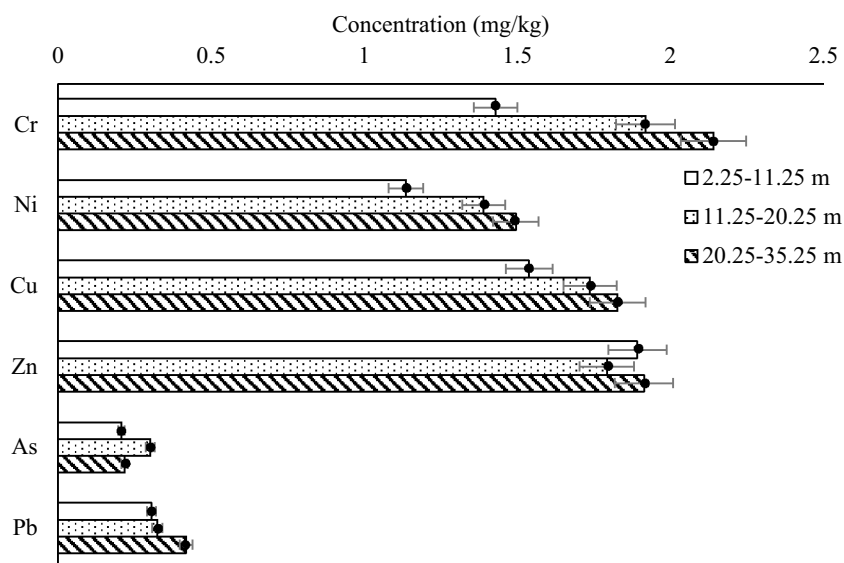 Concentration (mg/kg)
0 0.5 1 1.5 2 2.5
Cr
Ni
Cu
Zn
As
Pb
2.25-11.25 m
11.25-20.25 m
20.25-35.25 m